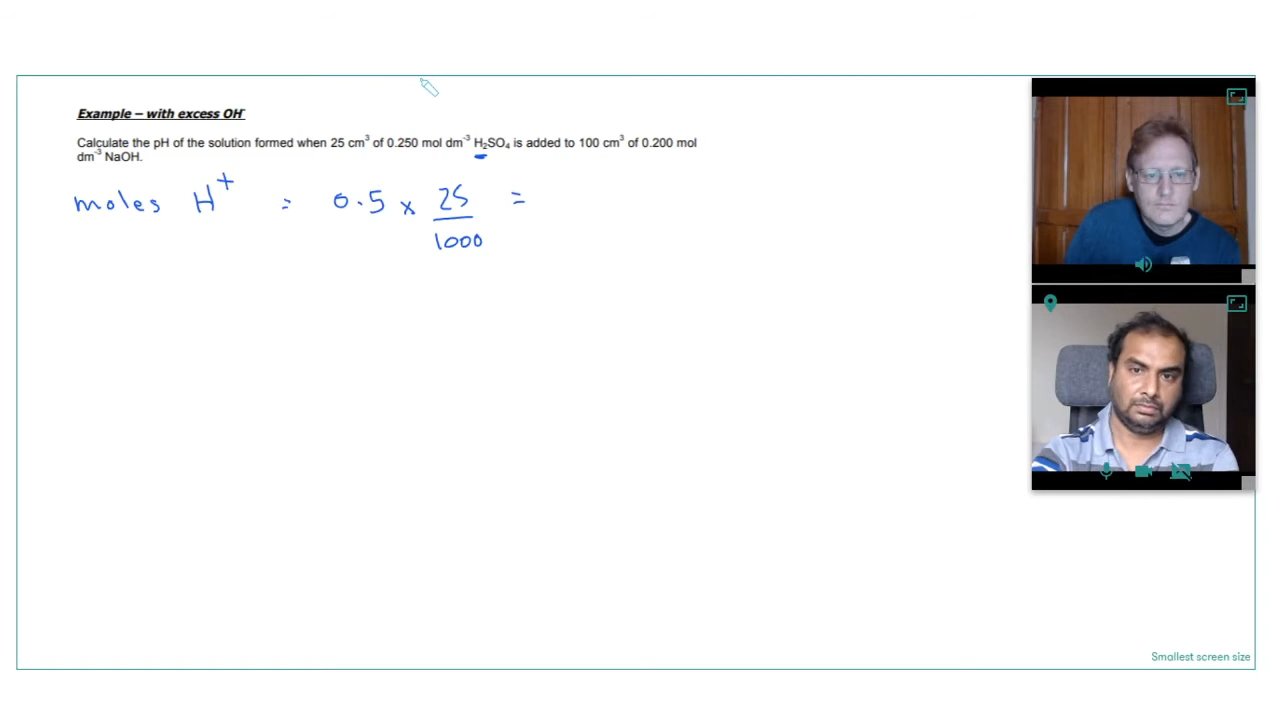 Example – with excess OH⁻
Calculate the pH of the solution formed when 25 cm³ of 0.250 mol dm⁻³ H₂SO₄ is added to 100 cm³ of 0.200 mol
dm⁻³ NaOH.
moles H⁺ = 0.5 × 25/1000 =
Smallest screen size